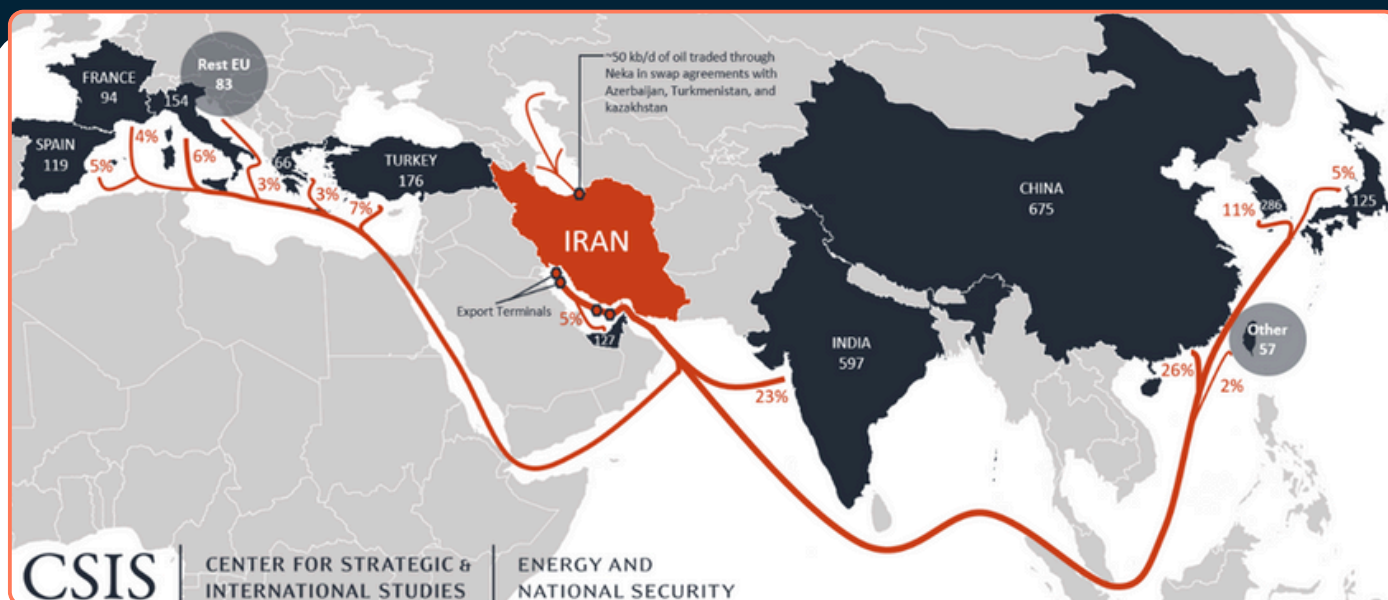 FRANCE
94
154
Rest EU
83
~50 kb/d of oil traded through
Neka in swap agreements with
Azerbaijan, Turkmenistan, and
kazakhstan
SPAIN
119
5%
4%
6%
3%
66
3%
7%
TURKEY
176
IRAN
Export Terminals
5%
127
CHINA
675
INDIA
597
23%
5%
11%
286
125
Other
57
26%
2%
CSIS
CENTER FOR STRATEGIC &
INTERNATIONAL STUDIES
ENERGY AND
NATIONAL SECURITY